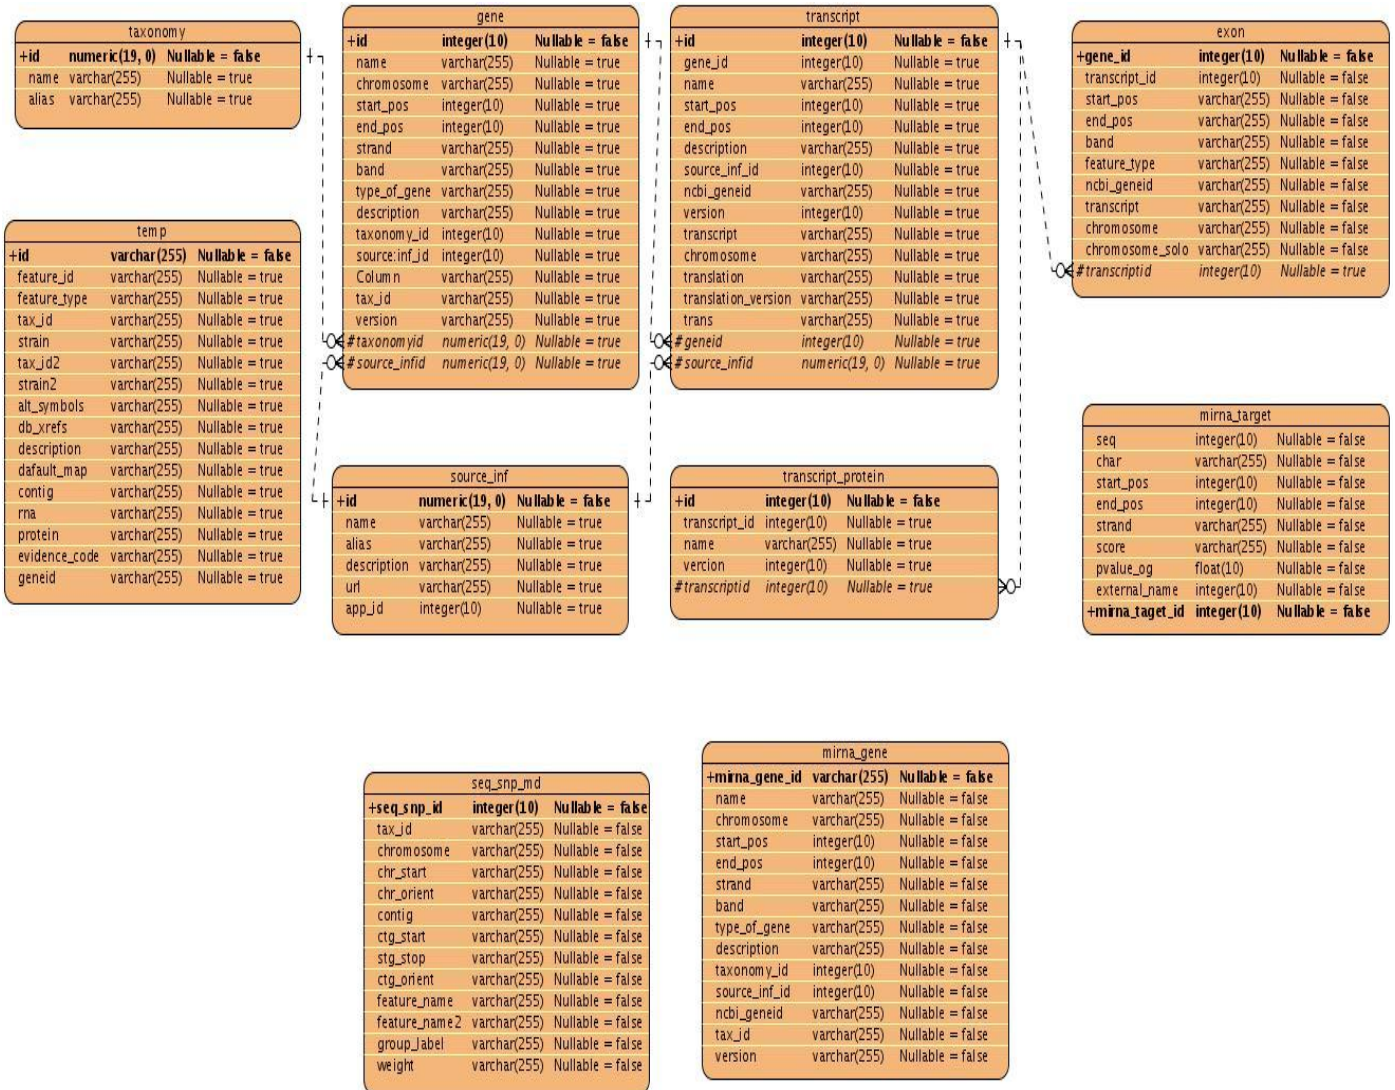 taxonomy
+id numeric(19, 0) Nullable = false
name varchar(255) Nullable = true
alias varchar(255) Nullable = true
gene
+id integer(10) Nullable = false
name varchar(255) Nullable = true
chromosome varchar(255) Nullable = true
start_pos integer(10) Nullable = true
end_pos integer(10) Nullable = true
strand varchar(255) Nullable = true
band varchar(255) Nullable = true
type_of_gene varchar(255) Nullable = true
description varchar(255) Nullable = true
taxonomy_id integer(10) Nullable = true
source:inf_id integer(10) Nullable = true
Column varchar(255) Nullable = true
tax_id varchar(255) Nullable = true
version varchar(255) Nullable = true
#taxonomyid numeric(19, 0) Nullable = true
#source_infid numeric(19, 0) Nullable = true
transcript
+id integer(10) Nullable = false
gene_id integer(10) Nullable = true
name varchar(255) Nullable = true
start_pos integer(10) Nullable = true
end_pos integer(10) Nullable = true
description varchar(255) Nullable = true
source_inf_id integer(10) Nullable = true
ncbi_geneid varchar(255) Nullable = true
version integer(10) Nullable = true
transcript varchar(255) Nullable = true
chromosome varchar(255) Nullable = true
translation varchar(255) Nullable = true
translation_version varchar(255) Nullable = true
trans varchar(255) Nullable = true
#geneid integer(10) Nullable = true
#source_infid numeric(19, 0) Nullable = true
exon
+gene_id integer(10) Nullable = false
transcript_id integer(10) Nullable = false
start_pos varchar(255) Nullable = false
end_pos varchar(255) Nullable = false
band varchar(255) Nullable = false
feature_type varchar(255) Nullable = false
ncbi_geneid varchar(255) Nullable = false
transcript varchar(255) Nullable = false
chromosome varchar(255) Nullable = false
chromosome_solo varchar(255) Nullable = false
#transcriptid integer(10) Nullable = true
temp
+id varchar(255) Nullable = false
feature_id varchar(255) Nullable = true
feature_type varchar(255) Nullable = true
tax_id varchar(255) Nullable = true
strain varchar(255) Nullable = true
tax_id2 varchar(255) Nullable = true
strain2 varchar(255) Nullable = true
alt_symbols varchar(255) Nullable = true
db_xrefs varchar(255) Nullable = true
description varchar(255) Nullable = true
dafault_map varchar(255) Nullable = true
contig varchar(255) Nullable = true
rna varchar(255) Nullable = true
protein varchar(255) Nullable = true
evidence_code varchar(255) Nullable = true
geneid varchar(255) Nullable = true
source_inf
+id numeric(19, 0) Nullable = false
name varchar(255) Nullable = true
alias varchar(255) Nullable = true
description varchar(255) Nullable = true
url varchar(255) Nullable = true
app_id integer(10) Nullable = true
transcript_protein
+id integer(10) Nullable = false
transcript_id integer(10) Nullable = true
name varchar(255) Nullable = true
vercion integer(10) Nullable = true
#transcriptid integer(10) Nullable = true
mirna_target
seq integer(10) Nullable = false
char varchar(255) Nullable = false
start_pos integer(10) Nullable = false
end_pos integer(10) Nullable = false
strand varchar(255) Nullable = false
score varchar(255) Nullable = false
pvalue_og float(10) Nullable = false
external_name integer(10) Nullable = false
+mirna_taget_id integer(10) Nullable = false
seq_snp_md
+seq_snp_id integer(10) Nullable = false
tax_id varchar(255) Nullable = false
chromosome varchar(255) Nullable = false
chr_start varchar(255) Nullable = false
chr_orient varchar(255) Nullable = false
contig varchar(255) Nullable = false
ctg_start varchar(255) Nullable = false
stg_stop varchar(255) Nullable = false
ctg_orient varchar(255) Nullable = false
feature_name varchar(255) Nullable = false
feature_name2 varchar(255) Nullable = false
group_label varchar(255) Nullable = false
weight varchar(255) Nullable = false
mirna_gene
+mirna_gene_id varchar(255) Nullable = false
name varchar(255) Nullable = false
chromosome varchar(255) Nullable = false
start_pos integer(10) Nullable = false
end_pos integer(10) Nullable = false
strand varchar(255) Nullable = false
band varchar(255) Nullable = false
type_of_gene varchar(255) Nullable = false
description varchar(255) Nullable = false
taxonomy_id integer(10) Nullable = false
source_inf_id integer(10) Nullable = false
ncbi_geneid varchar(255) Nullable = false
tax_id varchar(255) Nullable = false
version varchar(255) Nullable = false